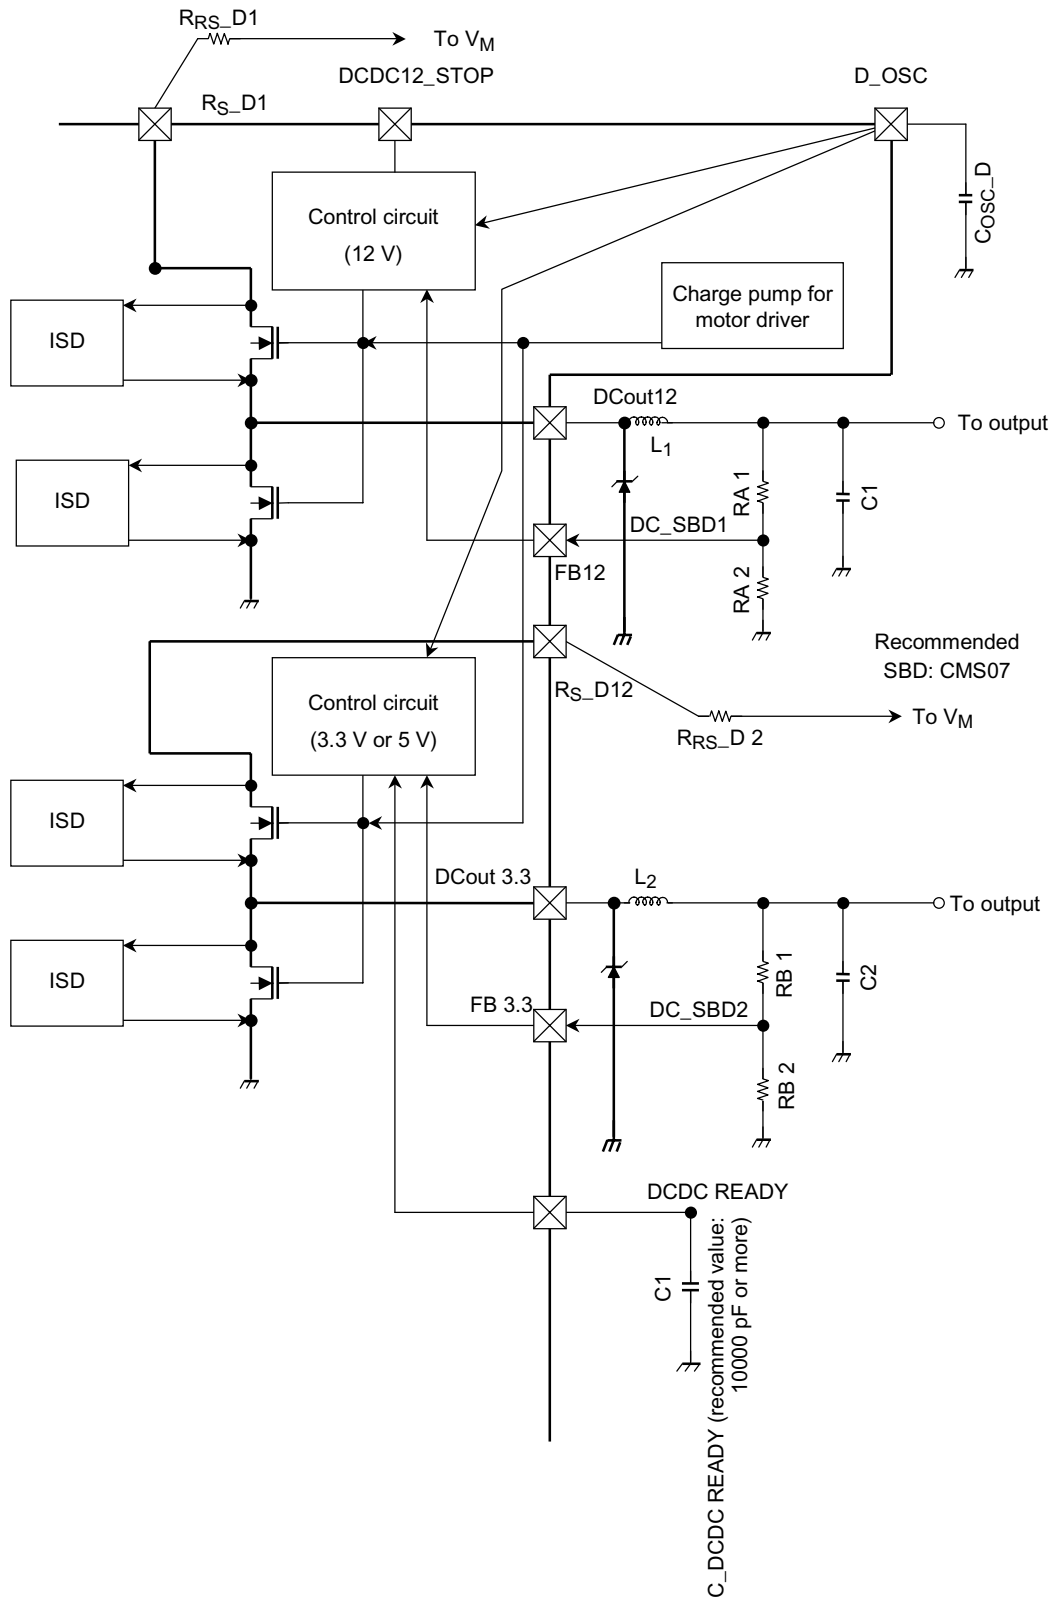 RRS_D1
To VM
DCDC12_STOP
D_OSC
RS_D1
COSC_D
Control circuit
(12 V)
Charge pump for
motor driver
ISD
DCout12
To output
L1
RA 1
C1
ISD
DC_SBD1
FB12
RA 2
Recommended
SBD: CMS07
RS_D12
To VM
RRS_D 2
Control circuit
(3.3 V or 5 V)
ISD
DCout 3.3
L2
To output
RB 1
C2
ISD
FB 3.3
DC_SBD2
RB 2
DCDC READY
C1
C_DCDC READY (recommended value:
10000 pF or more)